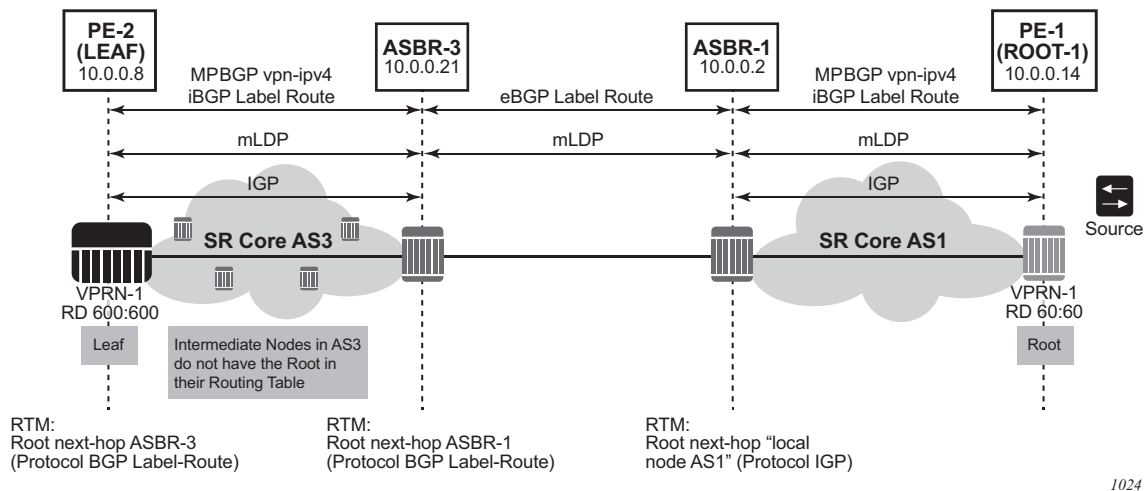 PE-2
(LEAF)
10.0.0.8
ASBR-3
10.0.0.21
ASBR-1
10.0.0.2
PE-1
(ROOT-1)
10.0.0.14
MPBGP vpn-ipv4
iBGP Label Route
eBGP Label Route
MPBGP vpn-ipv4
iBGP Label Route
mLDP
mLDP
mLDP
IGP
IGP
SR Core AS3
SR Core AS1
Source
VPRN-1
RD 600:600
VPRN-1
RD 60:60
Leaf
Intermediate Nodes in AS3
do not have the Root in
their Routing Table
Root
RTM:
Root next-hop ASBR-3
(Protocol BGP Label-Route)
RTM:
Root next-hop ASBR-1
(Protocol BGP Label-Route)
RTM:
Root next-hop “local
node AS1” (Protocol IGP)
1024